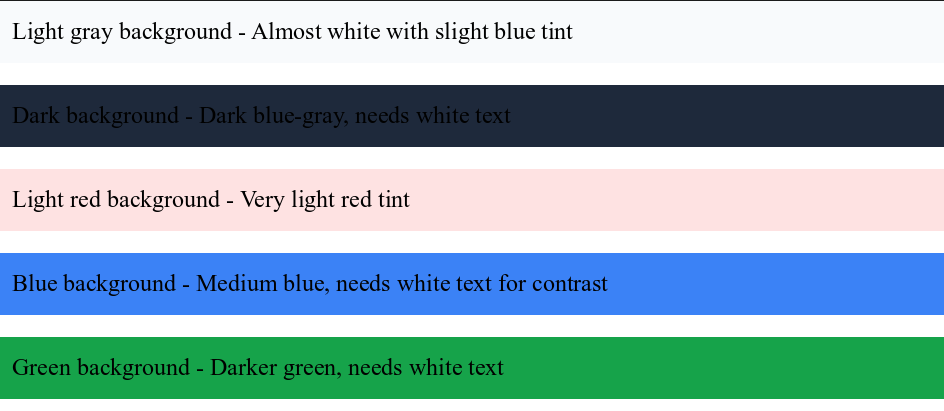 Light gray background - Almost white with slight blue tint
Dark background - Dark blue-gray, needs white text
Light red background - Very light red tint
Blue background - Medium blue, needs white text for contrast
Green background - Darker green, needs white text